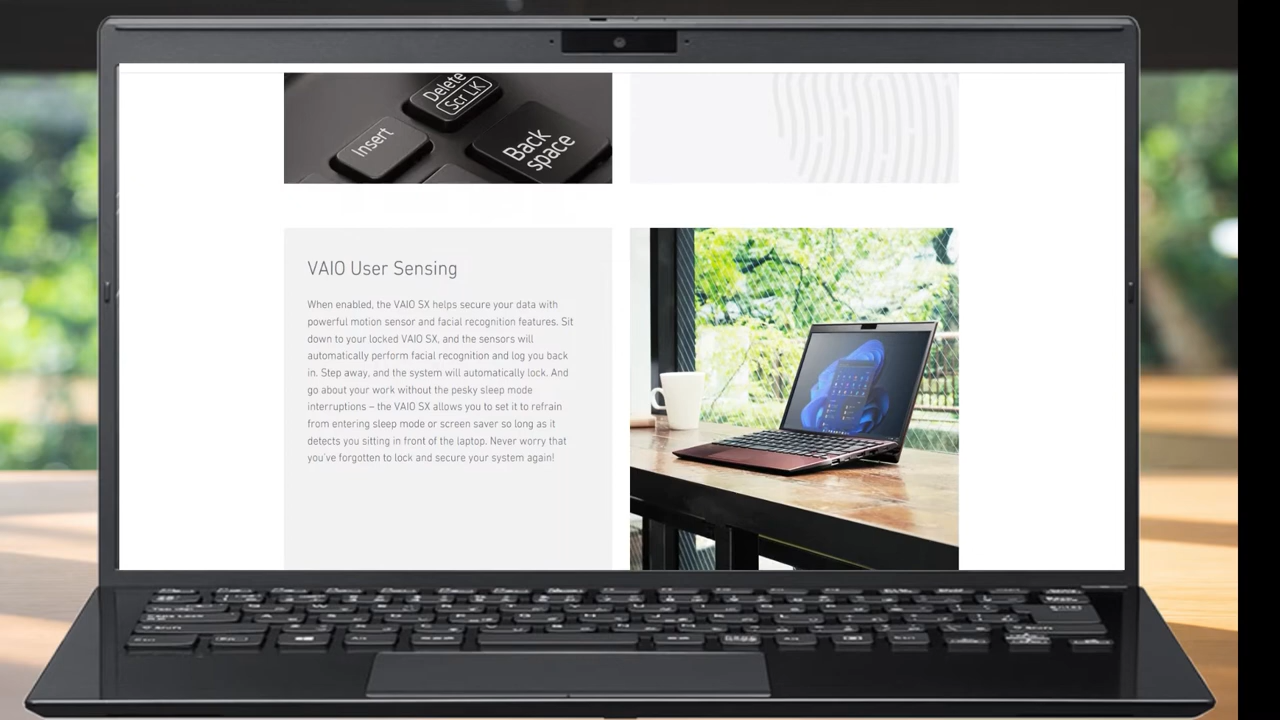 Delete
Scr LK
Insert
Back
space
VAIO User Sensing
When enabled, the VAIO SX helps secure your data with
powerful motion sensor and facial recognition features. Sit
down to your locked VAIO SX, and the sensors will
automatically perform facial recognition and log you back
in. Step away, and the system will automatically lock. And
go about your work without the pesky sleep mode
interruptions – the VAIO SX allows you to set it to refrain
from entering sleep mode or screen saver so long as it
detects you sitting in front of the laptop. Never worry that
you've forgotten to lock and secure your system again!